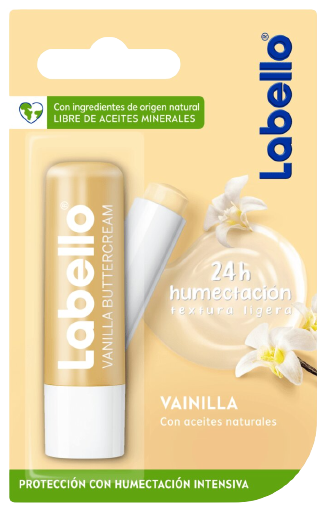 Labello®
Con ingredientes de origen natural
LIBRE DE ACEITES MINERALES
Labello®
VANILLA BUTTERCREAM
24h
humectación
textura ligera
VAINILLA
Con aceites naturales
PROTECCIÓN CON HUMECTACIÓN INTENSIVA